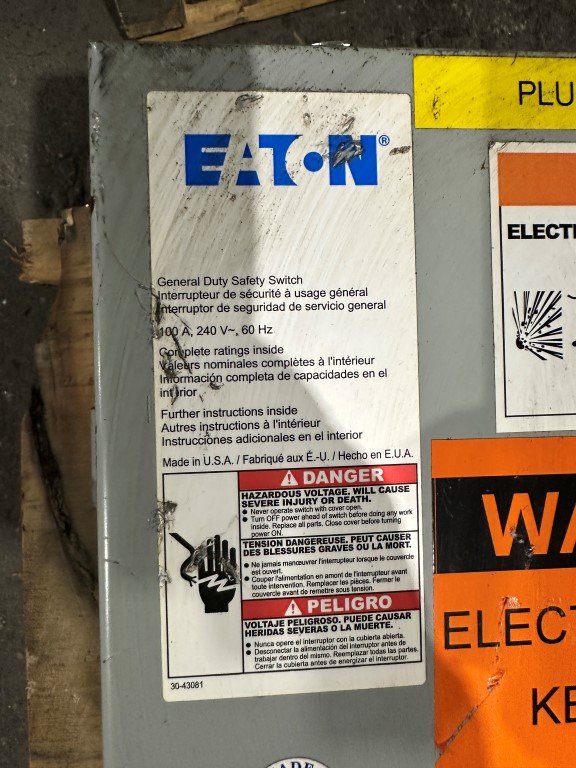 EATON®
General Duty Safety Switch
Interrupteur de sécurité à usage général
Interruptor de seguridad de servicio general
100 A, 240 V~, 60 Hz
Complete ratings inside
Valeurs nominales complètes à l'intérieur
Información completa de capacidades en el
interior
Further instructions inside
Autres instructions à l'intérieur
Instrucciones adicionales en el interior
Made in U.S.A. / Fabriqué aux É.-U. / Hecho en E.U.A.
DANGER
HAZARDOUS VOLTAGE. WILL CAUSE
SEVERE INJURY OR DEATH.
● Never operate switch with cover open.
● Turn OFF power ahead of switch before doing any work
inside. Replace all parts. Close cover before turning
power ON.
TENSION DANGEREUSE. PEUT CAUSER
DES BLESSURES GRAVES OU LA MORT.
● Ne jamais manœuvrer l'interrupteur lorsque le couvercle
est ouvert.
● Couper l'alimentation en amont de l'interrupteur avant
toute intervention. Remplacer les pièces. Fermer le
couvercle avant de remettre sous tension.
PELIGRO
VOLTAJE PELIGROSO. PUEDE CAUSAR
HERIDAS SEVERAS O LA MUERTE.
● Nunca opere el interruptor con la cubierta abierta.
● Desconectar la alimentación del interruptor antes de
trabajar dentro del mismo. Reemplazar todas las partes.
Cerrar la cubierta antes de energizar el interruptor.
30-43081
PLU
ELECT
WA
ELECT
KE